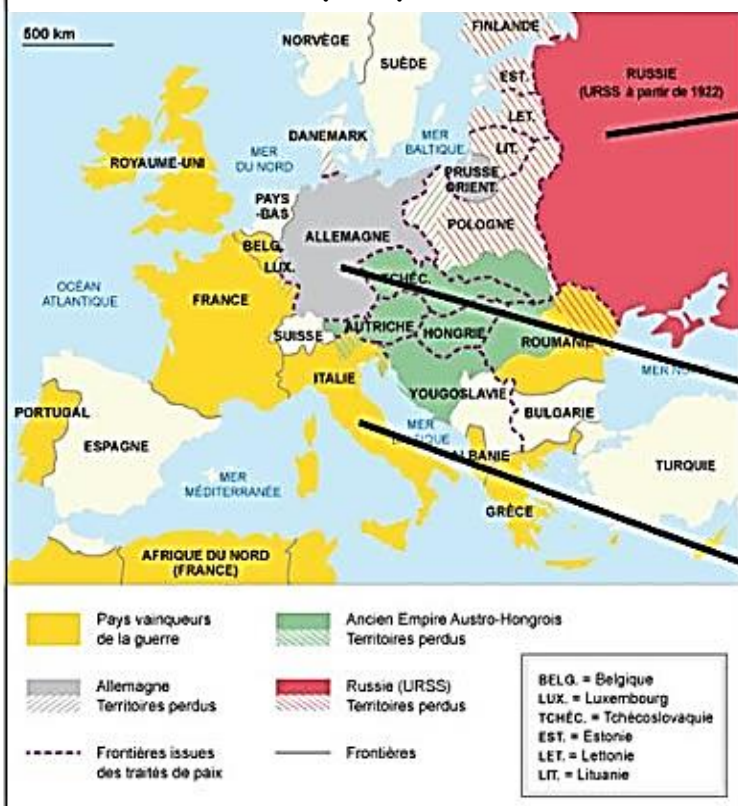 500 km
NORVÈGE
FINLANDE
SUÈDE
RUSSIE
(URSS à partir de 1922)
EST.
LET.
DANEMARK
MER
BALTIQUE
LIT.
ROYAUME-UNI
MER
DU NORD
PRUSSE
ORIENT.
PAYS
-BAS
POLOGNE
ALLEMAGNE
BELG.
LUX.
TCHÉC.
OCÉAN
ATLANTIQUE
FRANCE
AUTRICHE
SUISSE
HONGRIE
ROUMANIE
ITALIE
MER
YOUGOSLAVIE
PORTUGAL
BULGARIE
ESPAGNE
MER
ALBANIE
TURQUIE
MER
MÉDITERRANÉE
GRÈCE
AFRIQUE DU NORD
(FRANCE)
Pays vainqueurs
de la guerre
Ancien Empire Austro-Hongrois
Territoires perdus
Allemagne
Territoires perdus
Russie (URSS)
Territoires perdus
Frontières issues
des traités de paix
Frontières
BELG. = Belgique
LUX. = Luxembourg
TCHÉC. = Tchécoslovaquie
EST. = Estonie
LET. = Lettonie
LIT. = Lituanie